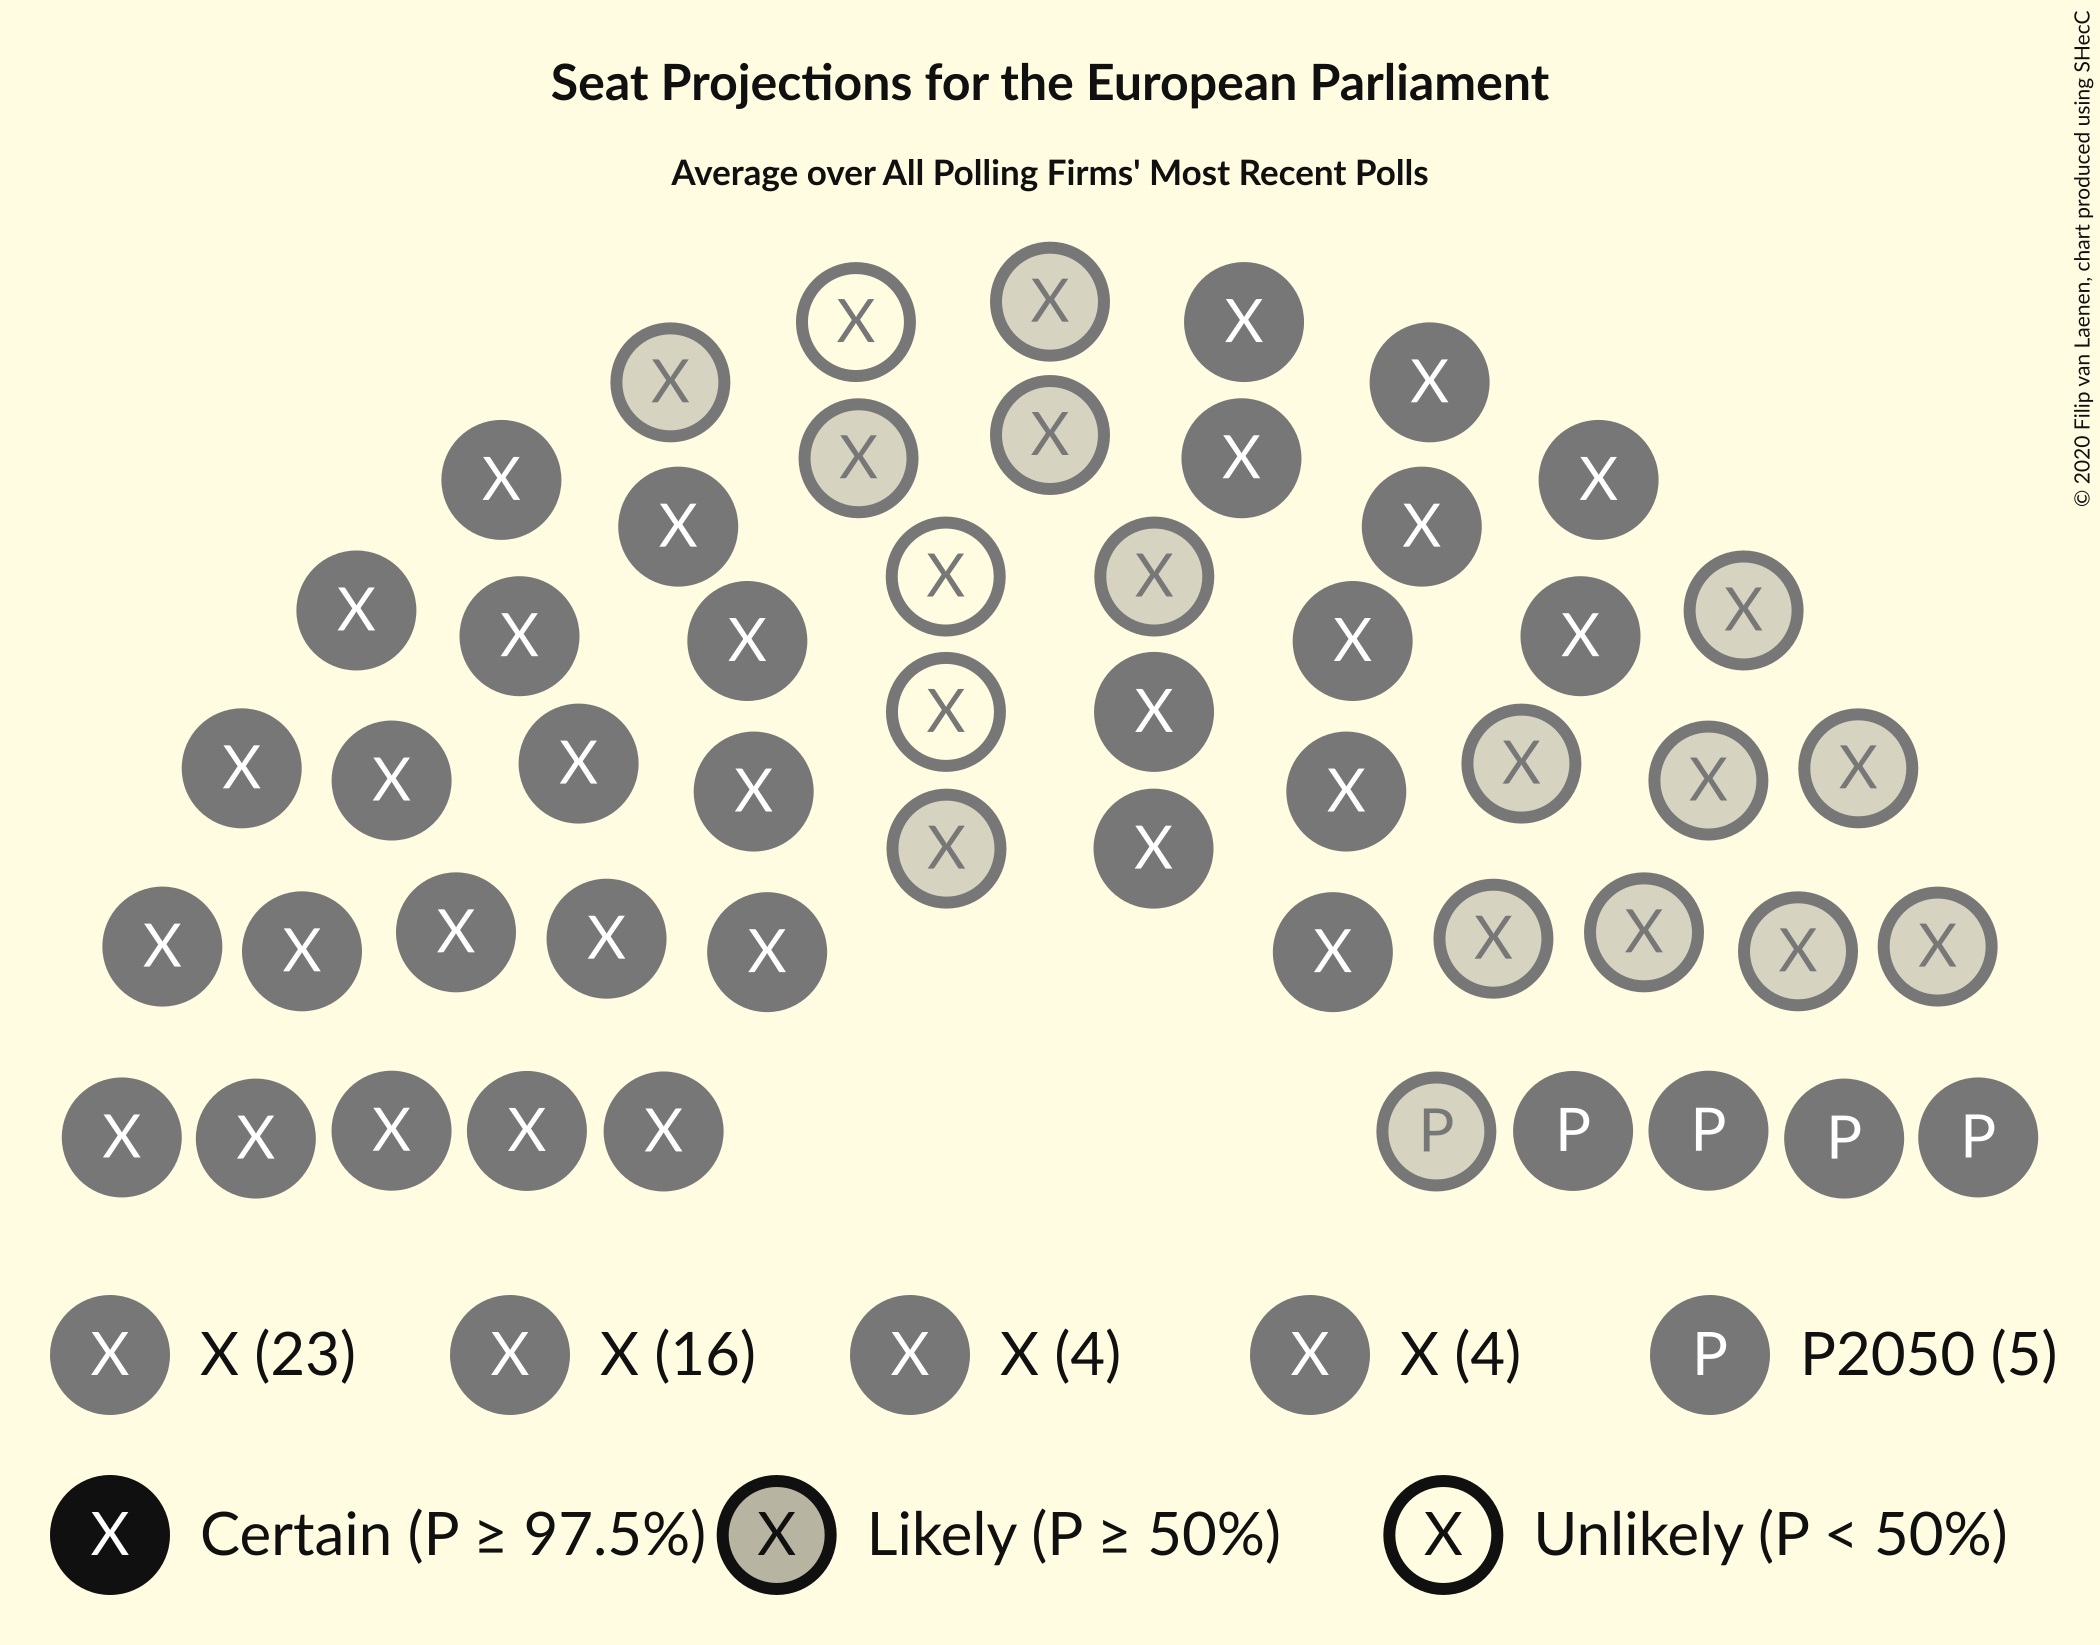 Seat Projections for the European Parliament
Average over All Polling Firms' Most Recent Polls
© 2020 Filip van Laenen, chart produced using SHecC
X X X
X X
X X X
X X
X X
X X
X X
X X X
X X
X X X X
X X
X X X
X X
X X
X X
X X X X
X X X X
X X X X
X X X X
X X
P P P
X X X
P P
X X
X X (23) X X (16) X X (4) X X (4) P P2050 (5)
X Certain (P ≥ 97.5%) X Likely (P ≥ 50%) X Unlikely (P < 50%)